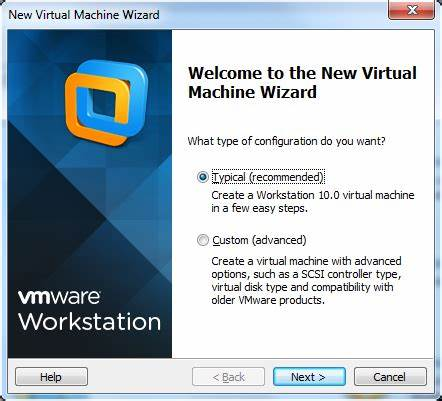 New Virtual Machine Wizard
Welcome to the New Virtual
Machine Wizard
What type of configuration do you want?
Typical (recommended)
Create a Workstation 10.0 virtual machine
in a few easy steps.
Custom (advanced)
Create a virtual machine with advanced
options, such as a SCSI controller type,
virtual disk type and compatibility with
older VMware products.
vmware
Workstation
Help
< Back
Next >
Cancel